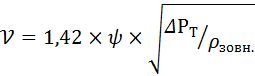 𝒱 = 1,42 × ψ × √(ΔP_T / ρ_зовн.)